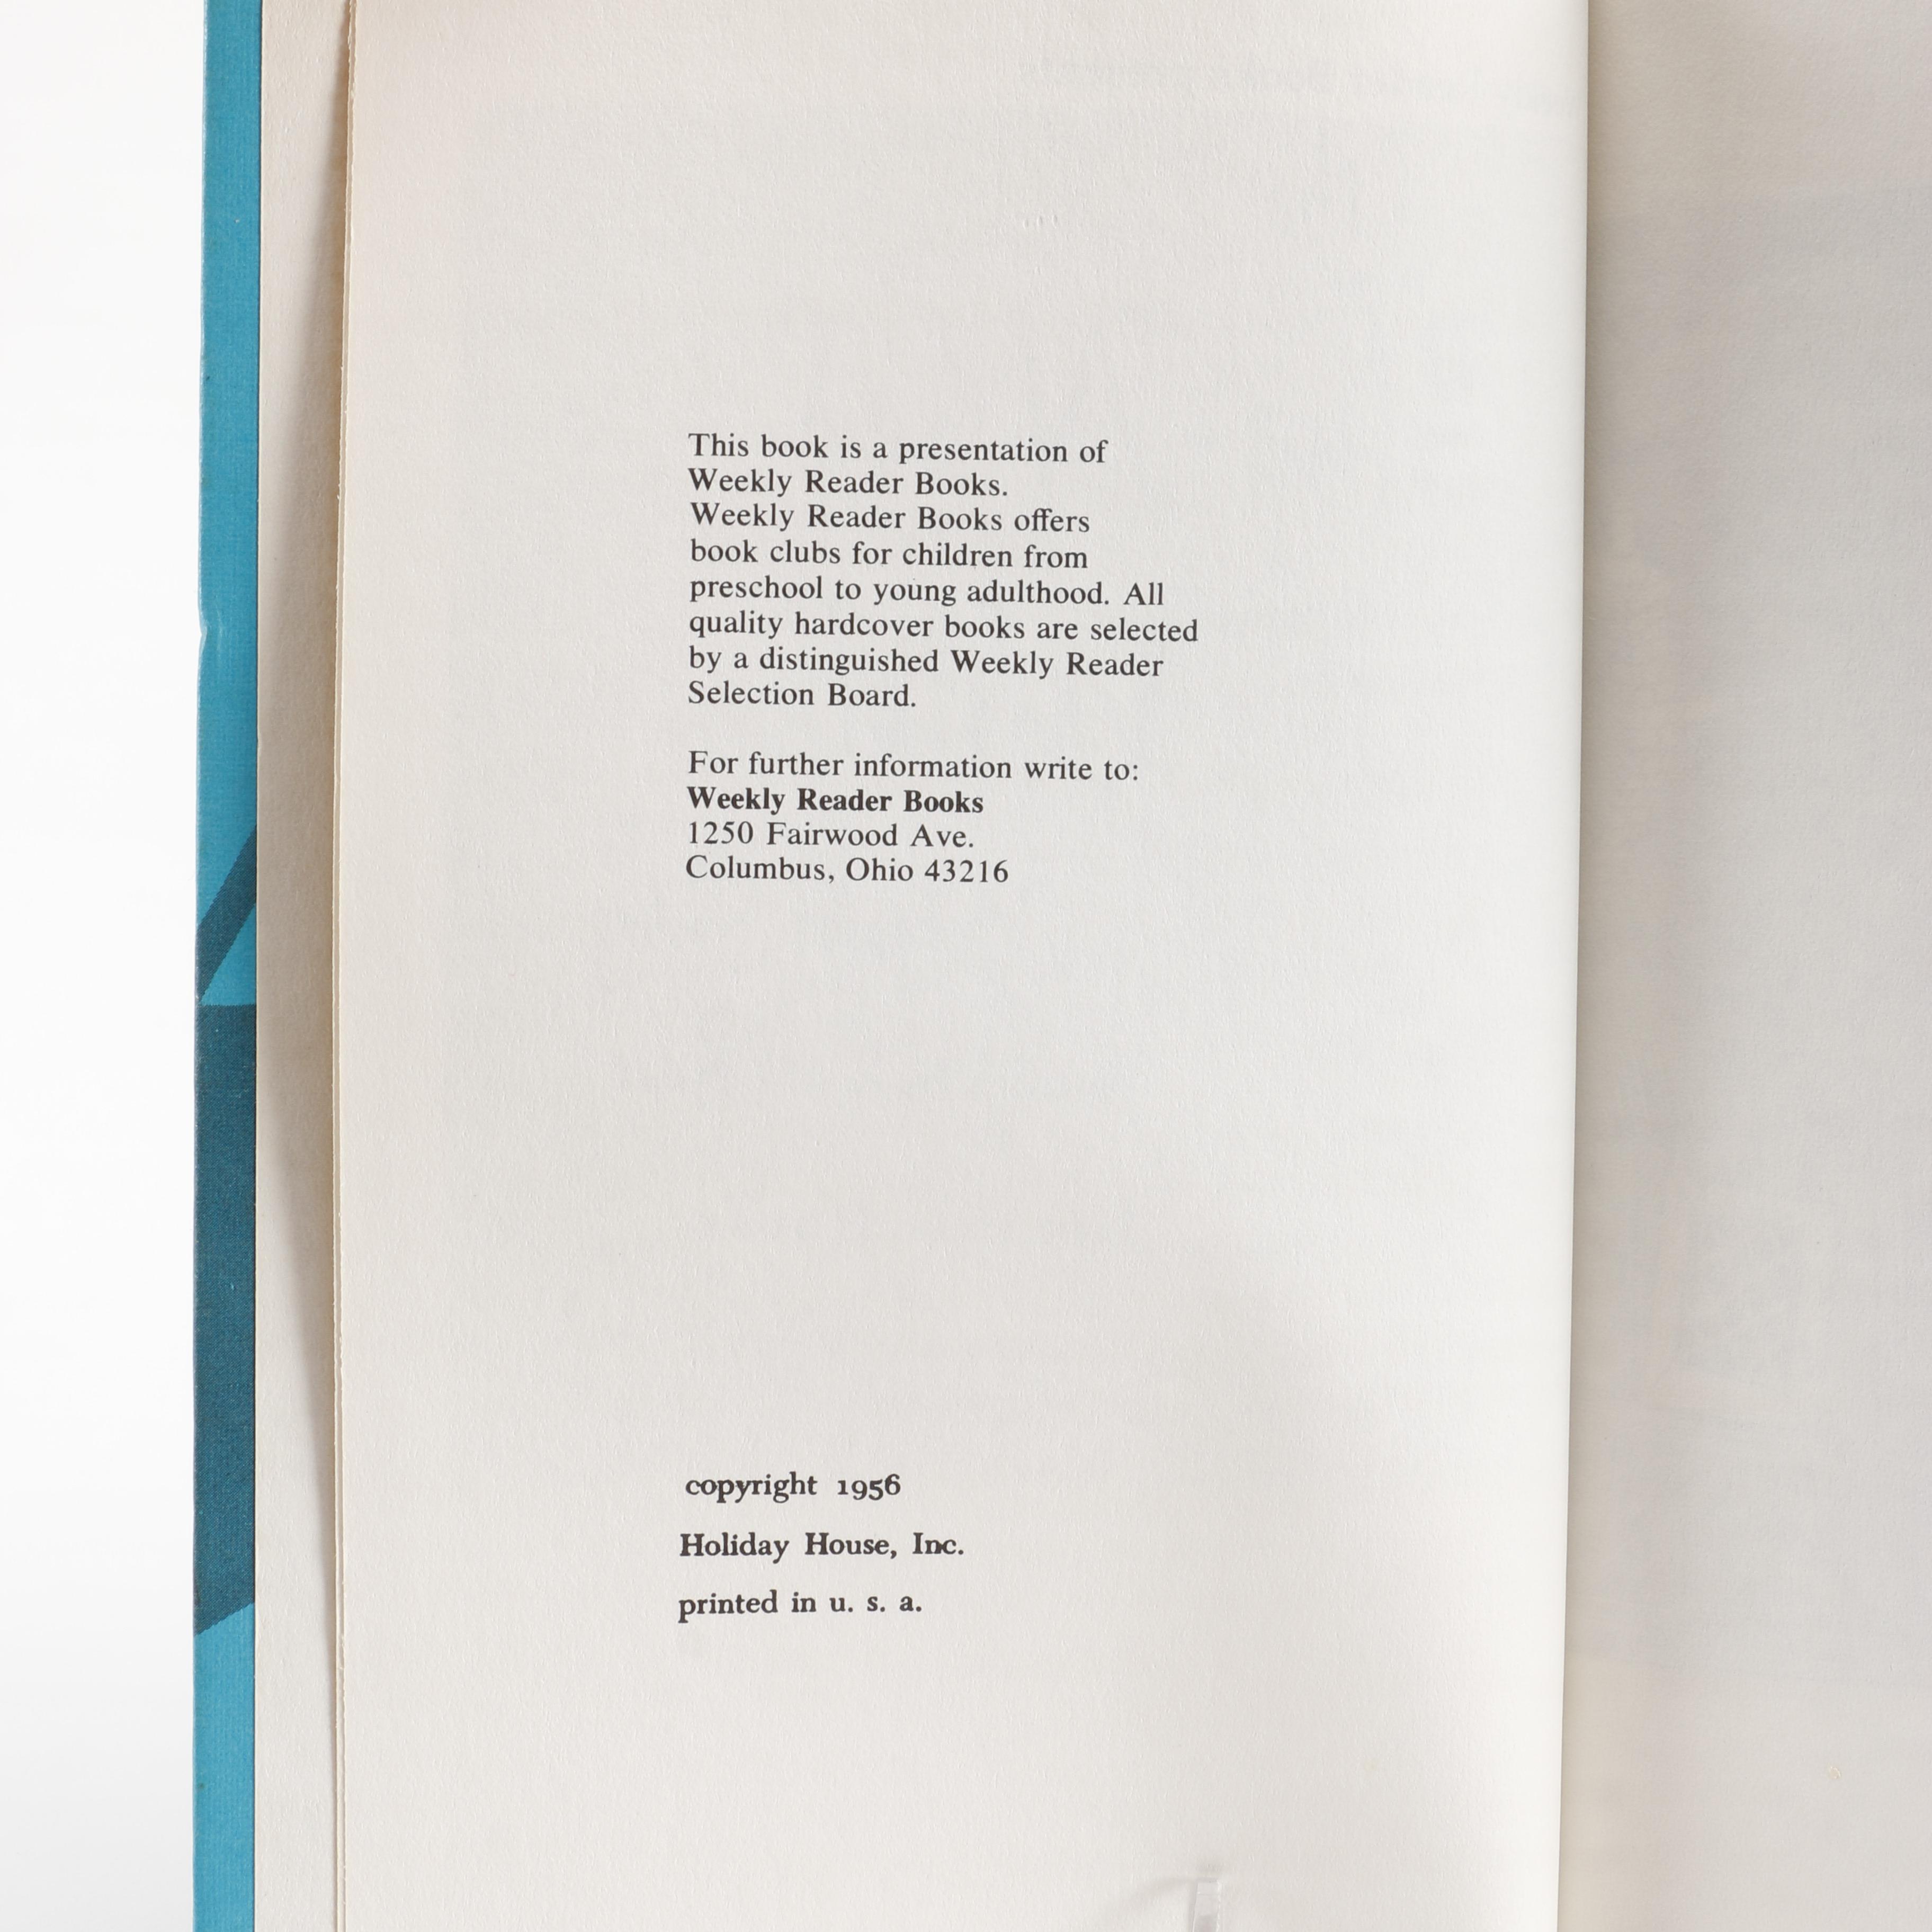 This book is a presentation of
Weekly Reader Books.
Weekly Reader Books offers
book clubs for children from
preschool to young adulthood. All
quality hardcover books are selected
by a distinguished Weekly Reader
Selection Board.
For further information write to:
Weekly Reader Books
1250 Fairwood Ave.
Columbus, Ohio 43216
copyright 1956
Holiday House, Inc.
printed in u. s. a.